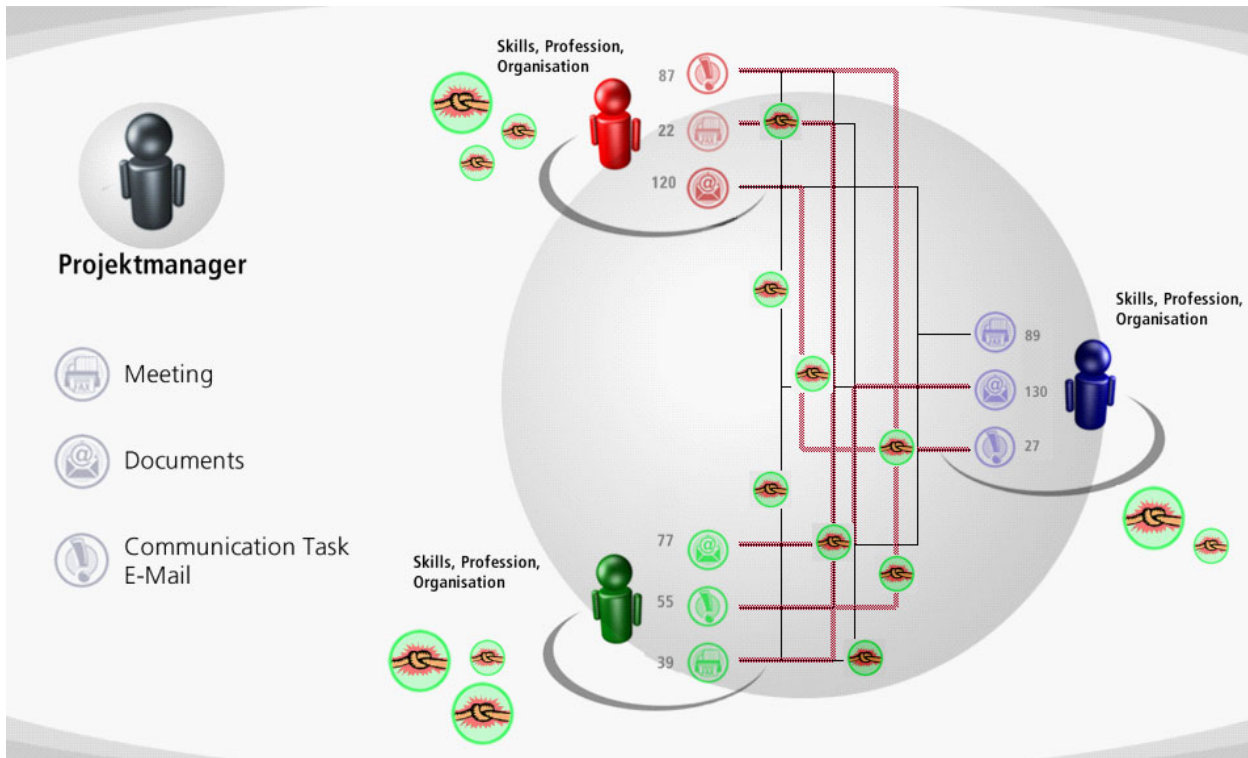 Skills, Profession,
Organisation
87
22
120
Projektmanager
Meeting
Documents
Communication Task
E-Mail
Skills, Profession,
Organisation
89
130
27
Skills, Profession,
Organisation
77
55
39